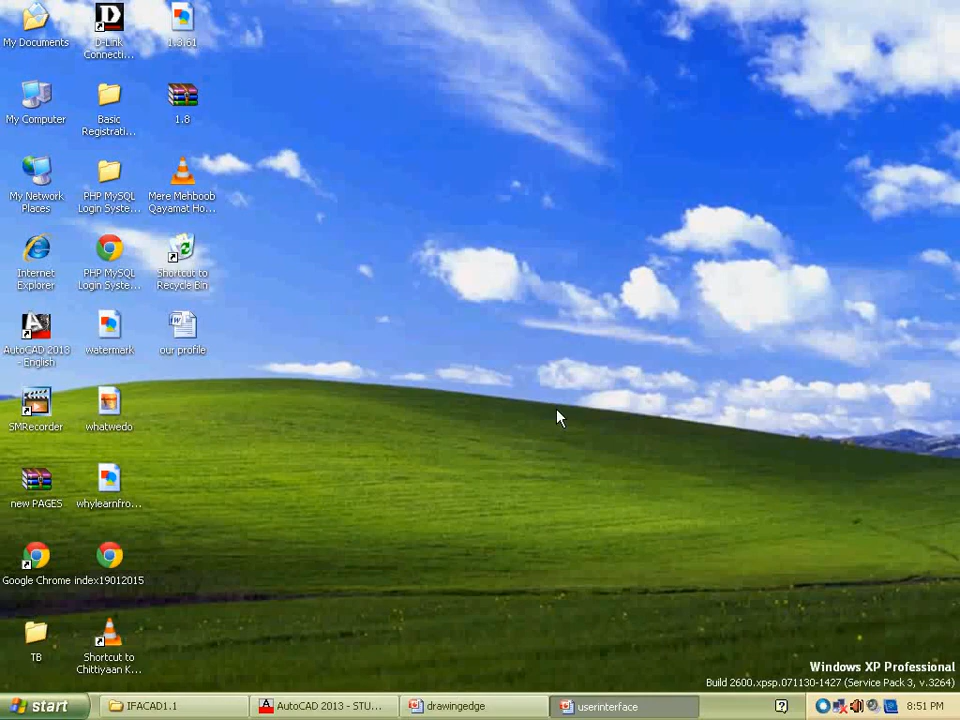 My Documents
D-Link
Connecti...
1.3.61
My Computer
Basic
Registrati...
1.8
My Network
Places
PHP MySQL
Login Syste...
Mere Mehboob
Qayamat Ho...
Internet
Explorer
PHP MySQL
Login Syste...
Shortcut to
Recycle Bin
AutoCAD 2013
- English
watermark
our profile
SMRecorder
whatwedo
new PAGES
whylearnfro...
Google Chrome
index19012015
TB
Shortcut to
Chittiyaan K...
Windows XP Professional
Build 2600.xpsp.071130-1427 (Service Pack 3, v.3264)
start
IFACAD1.1
AutoCAD 2013 - STU...
drawingedge
userinterface
8:51 PM